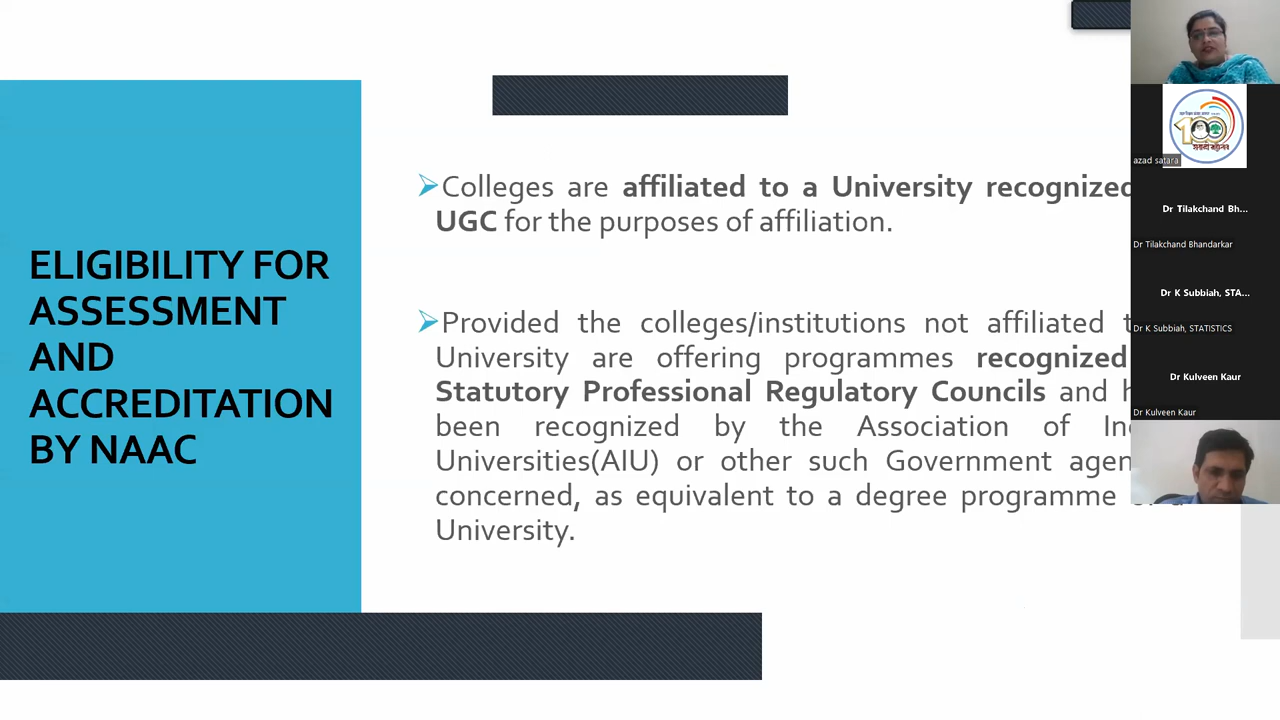 ELIGIBILITY FOR
ASSESSMENT
AND
ACCREDITATION
BY NAAC
➢Colleges are affiliated to a University recognized
UGC for the purposes of affiliation.
➢Provided the colleges/institutions not affiliated
University are offering programmes recognized
Statutory Professional Regulatory Councils and
been recognized by the Association of
Universities(AIU) or other such Government
concerned, as equivalent to a degree programme
University.
100
azad satara
Dr Tilakchand Bh...
Dr Tilakchand Bhandarkar
Dr K Subbiah, STA...
Dr K Subbiah, STATISTICS
Dr Kulveen Kaur
Dr Kulveen Kaur